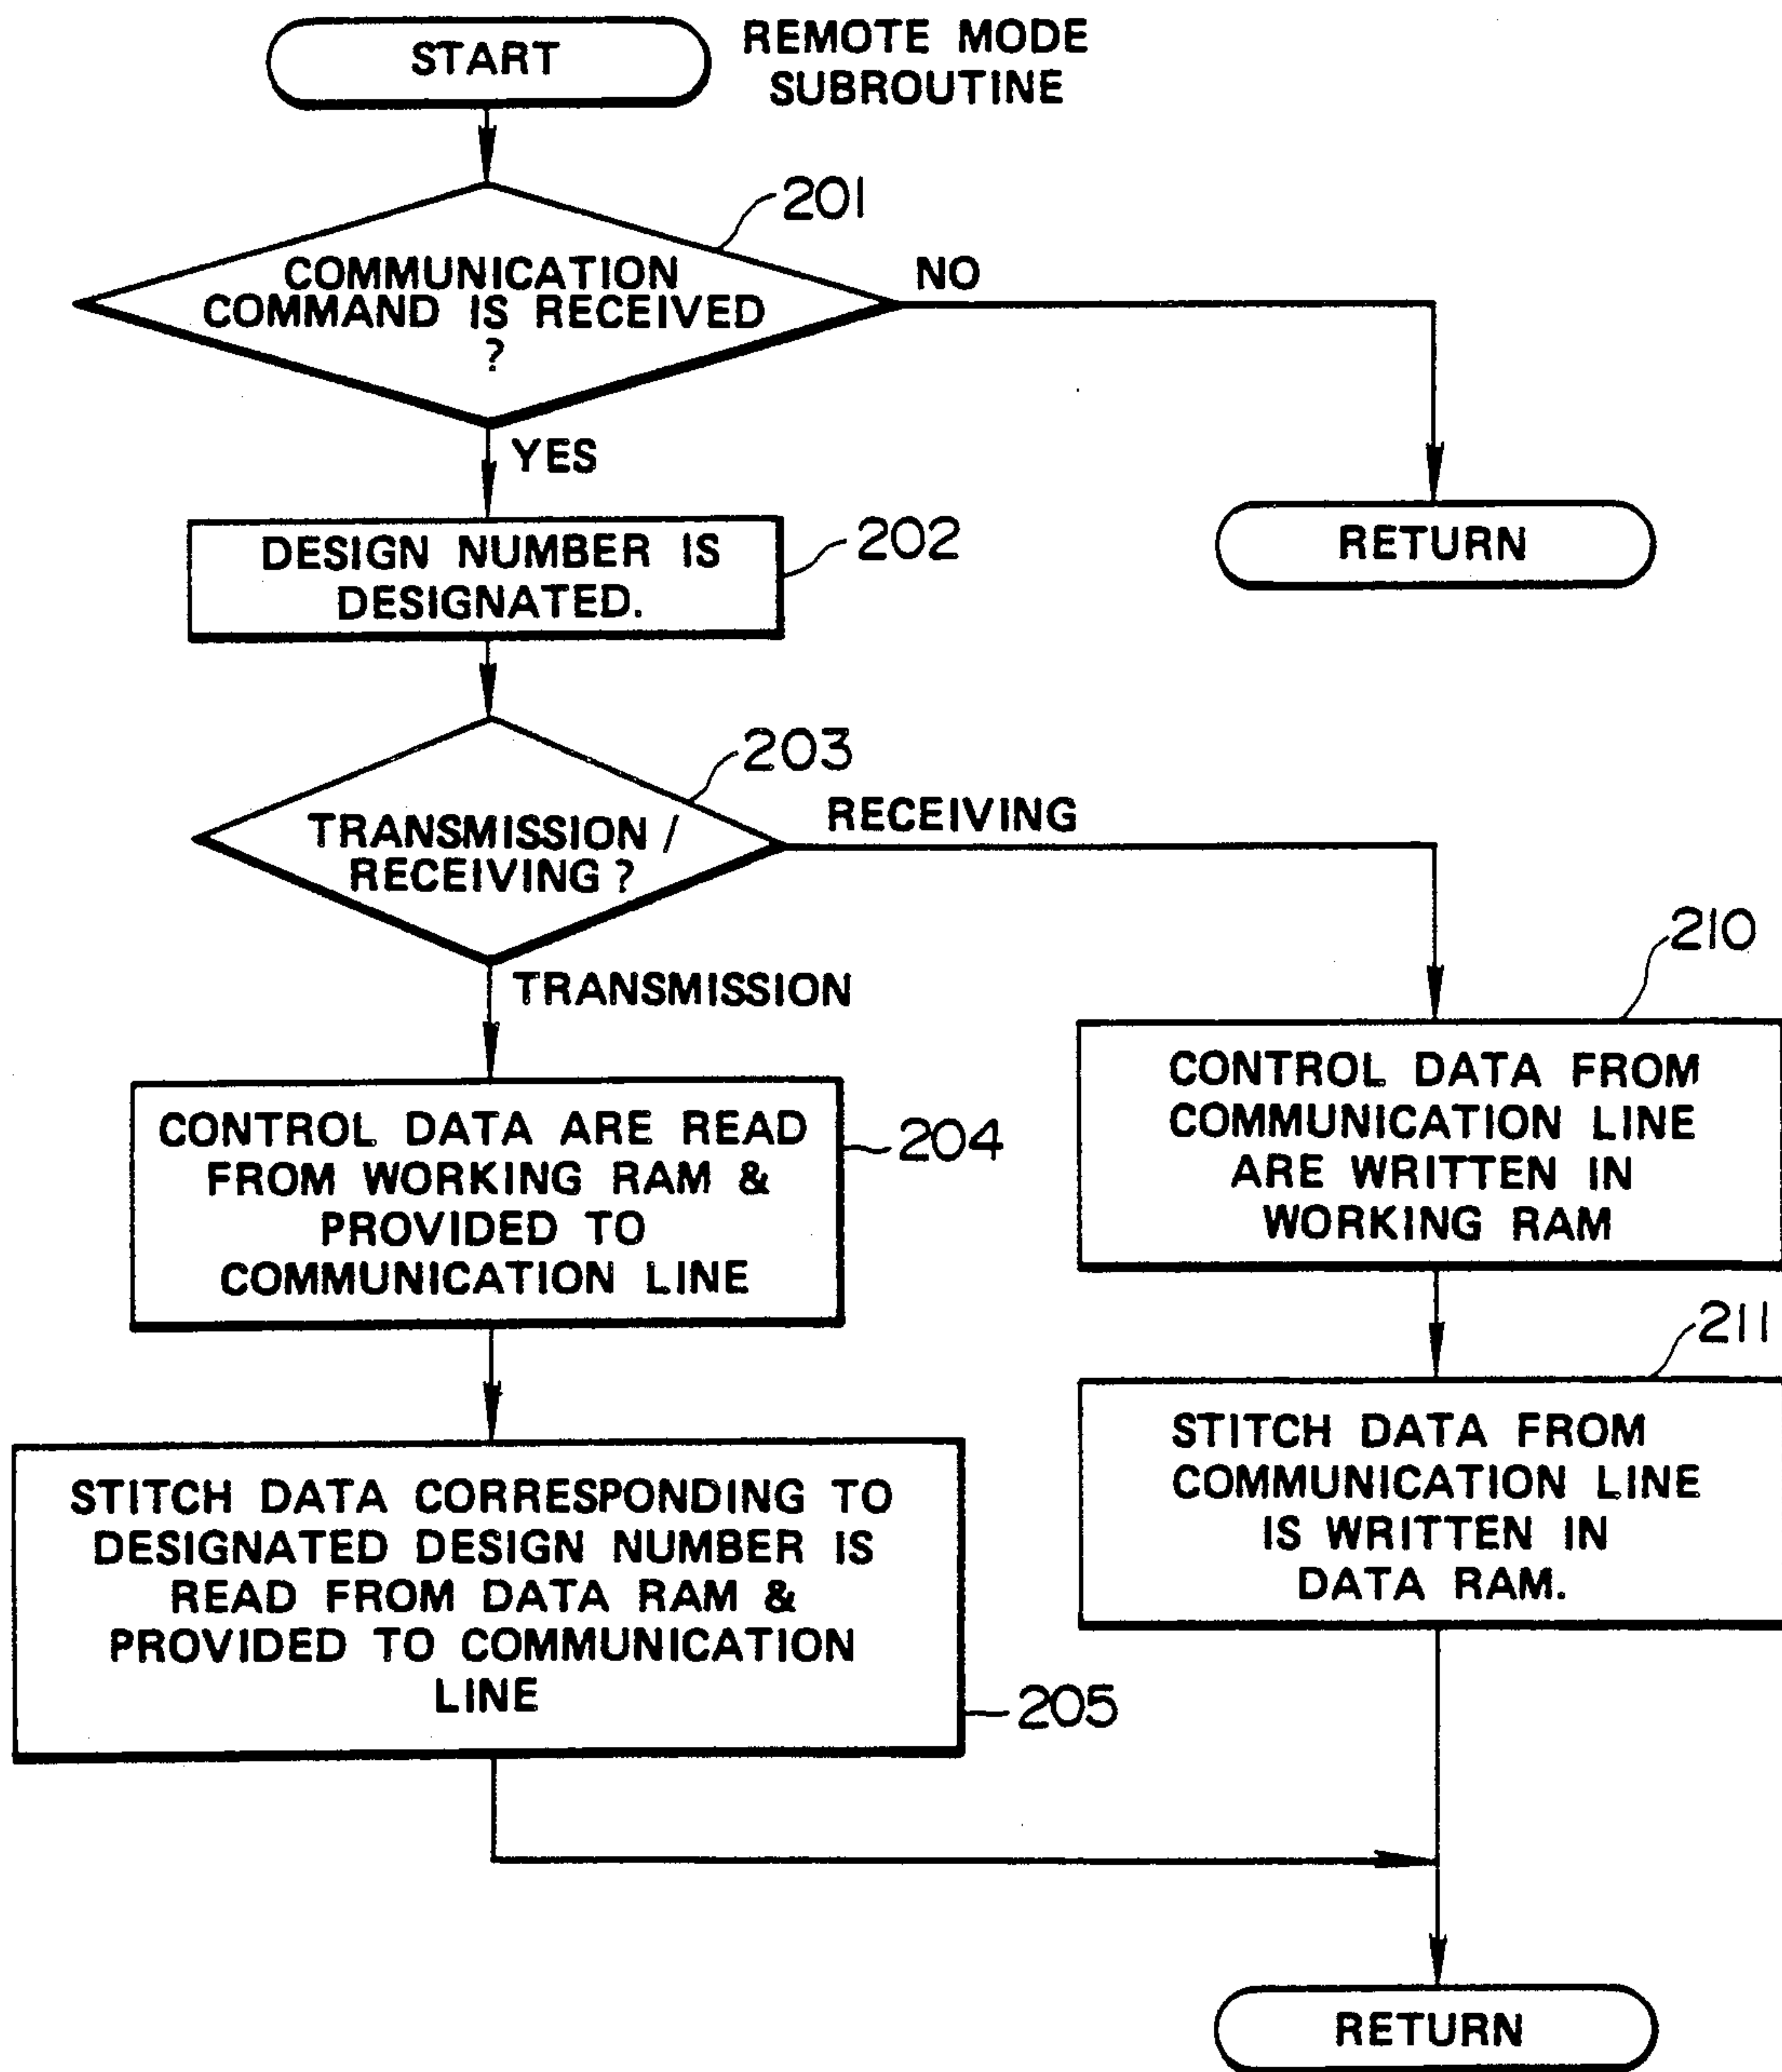 START
REMOTE MODE
SUBROUTINE
201
COMMUNICATION
COMMAND IS RECEIVED
?
NO
YES
202
DESIGN NUMBER IS
DESIGNATED.
RETURN
203
TRANSMISSION /
RECEIVING ?
RECEIVING
TRANSMISSION
210
CONTROL DATA FROM
COMMUNICATION LINE
ARE WRITTEN IN
WORKING RAM
204
CONTROL DATA ARE READ
FROM WORKING RAM &
PROVIDED TO
COMMUNICATION LINE
211
STITCH DATA FROM
COMMUNICATION LINE
IS WRITTEN IN
DATA RAM.
STITCH DATA CORRESPONDING TO
DESIGNATED DESIGN NUMBER IS
READ FROM DATA RAM &
PROVIDED TO COMMUNICATION
LINE
205
RETURN